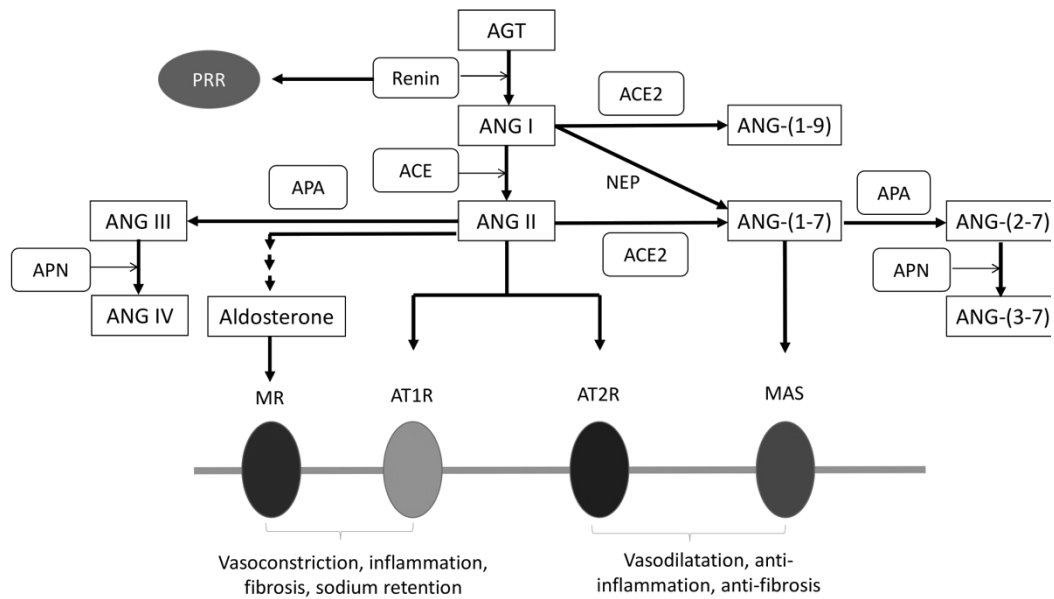 AGT
PRR
Renin
ACE2
ANG I
ANG-(1-9)
ACE
NEP
APA
APA
ANG III
ANG II
ANG-(1-7)
ANG-(2-7)
ACE2
APN
APN
ANG IV
Aldosterone
ANG-(3-7)
MR
AT1R
AT2R
MAS
Vasoconstriction, inflammation,
fibrosis, sodium retention
Vasodilatation, anti-
inflammation, anti-fibrosis